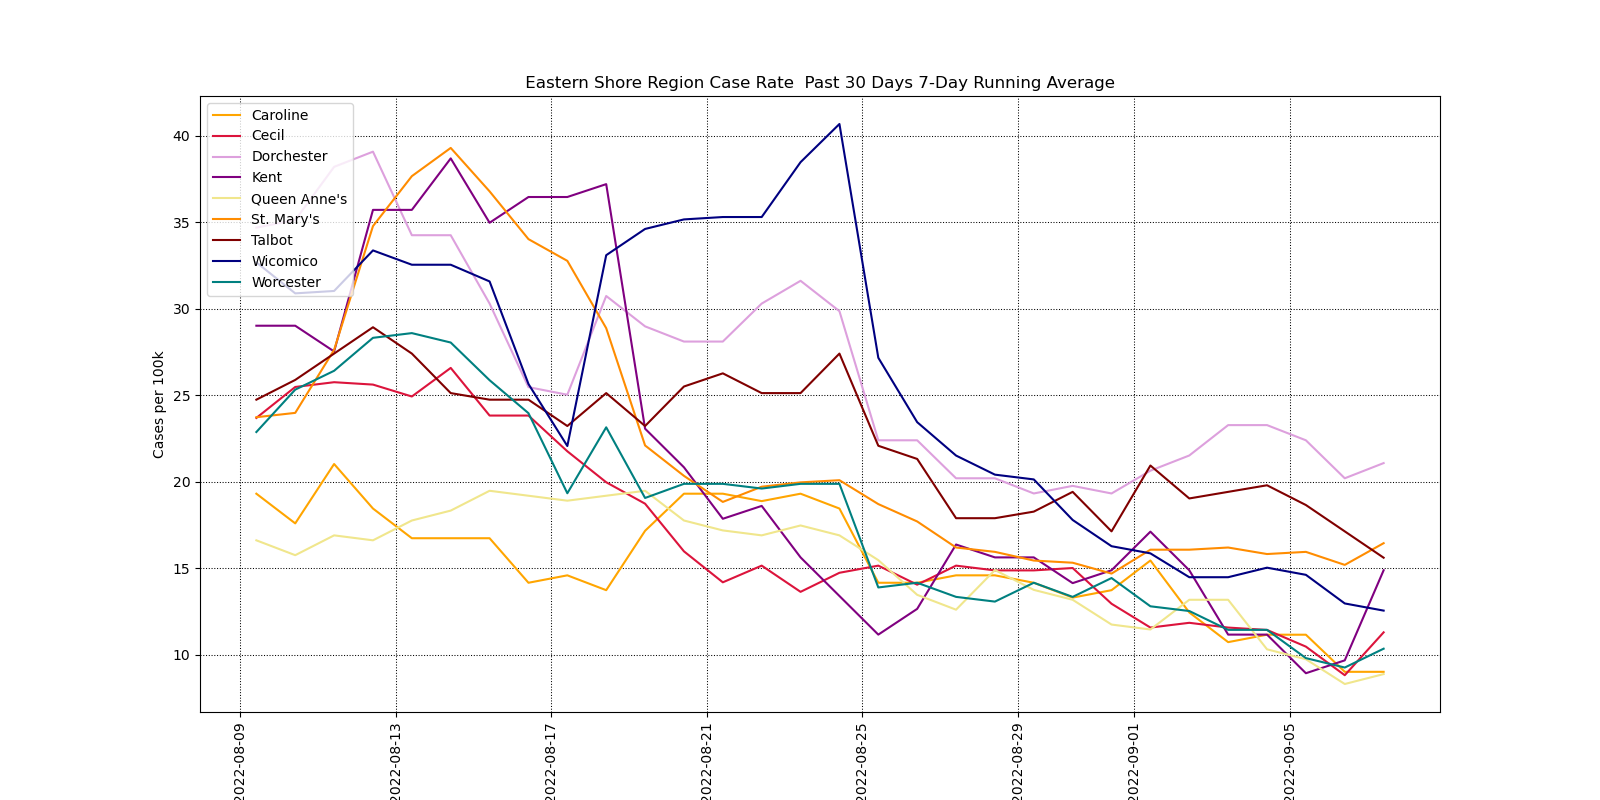 Eastern Shore Region Case Rate  Past 30 Days 7-Day Running Average
Caroline
Cecil
Dorchester
Kent
Queen Anne's
St. Mary's
Talbot
Wicomico
Worcester
Cases per 100k
40
35
30
25
20
15
10
2022-08-09
2022-08-13
2022-08-17
2022-08-21
2022-08-25
2022-08-29
2022-09-01
2022-09-05